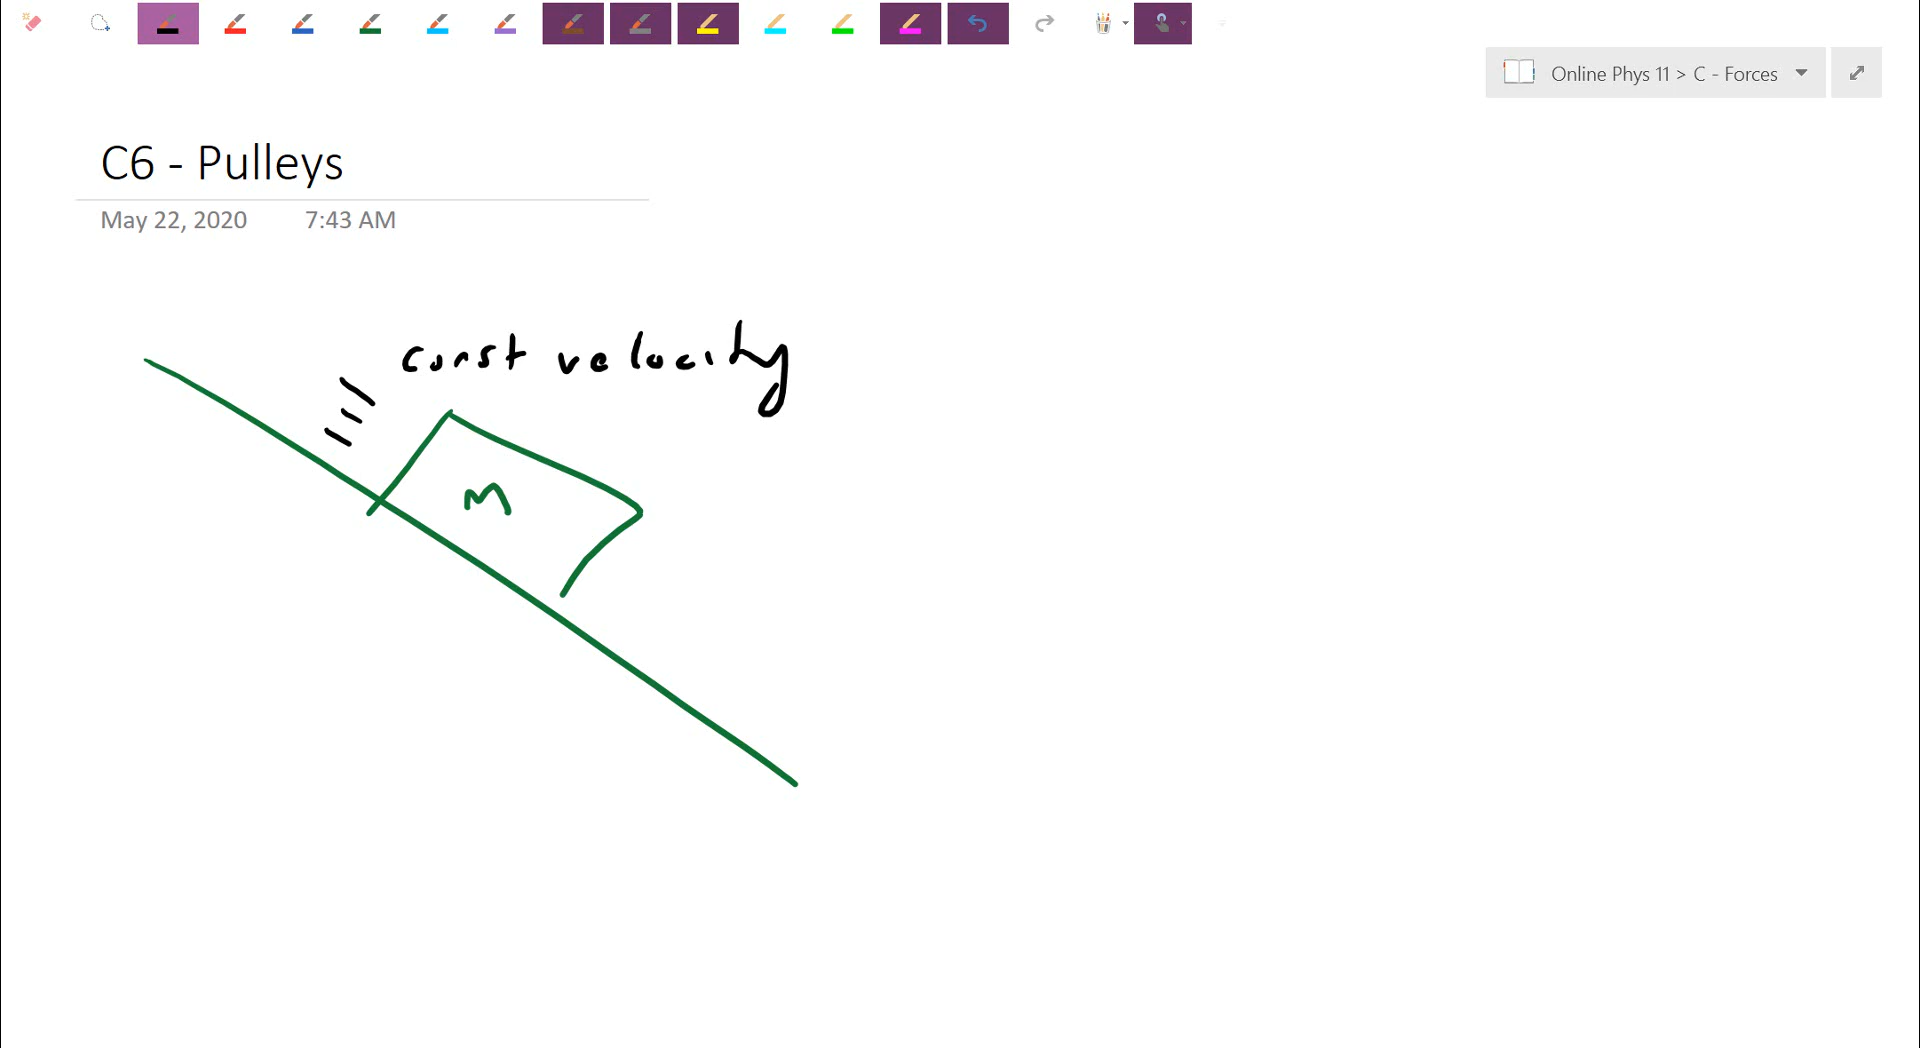 Online Phys 11 > C - Forces
C6 - Pulleys
May 22, 2020 7:43 AM
const velocity
m